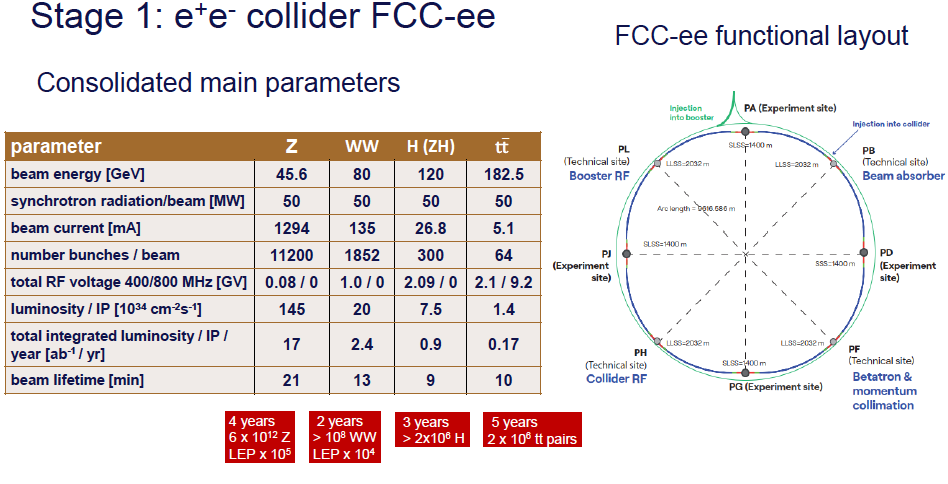 Stage 1: e⁺e⁻ collider FCC-ee
Consolidated main parameters
parameter Z WW H (ZH) tt̄
beam energy [GeV] 45.6 80 120 182.5
synchrotron radiation/beam [MW] 50 50 50 50
beam current [mA] 1294 135 26.8 5.1
number bunches / beam 11200 1852 300 64
total RF voltage 400/800 MHz [GV] 0.08 / 0 1.0 / 0 2.09 / 0 2.1 / 9.2
luminosity / IP [10³⁴ cm⁻²s⁻¹] 145 20 7.5 1.4
total integrated luminosity / IP /
year [ab⁻¹ / yr] 17 2.4 0.9 0.17
beam lifetime [min] 21 13 9 10
4 years
6 x 10¹² Z
LEP x 10⁵
2 years
> 10⁸ WW
LEP x 10⁴
3 years
> 2x10⁶ H
5 years
2 x 10⁶ tt pairs
FCC-ee functional layout
Injection
into booster
PA (Experiment site)
Injection into collider
SLSS=1400 m
PL
(Technical site)
Booster RF
LLSS=2032 m
LLSS=2032 m
PB
(Technical site)
Beam absorber
Arc length = 9616.586 m
PJ
(Experiment
site)
SLSS=1400 m
SSS=1400 m
PD
(Experiment
site)
PH
(Technical site)
Collider RF
LLSS=2032 m
LLSS=2032 m
PF
(Technical site)
Betatron &
momentum
collimation
SLSS=1400 m
PG (Experiment site)